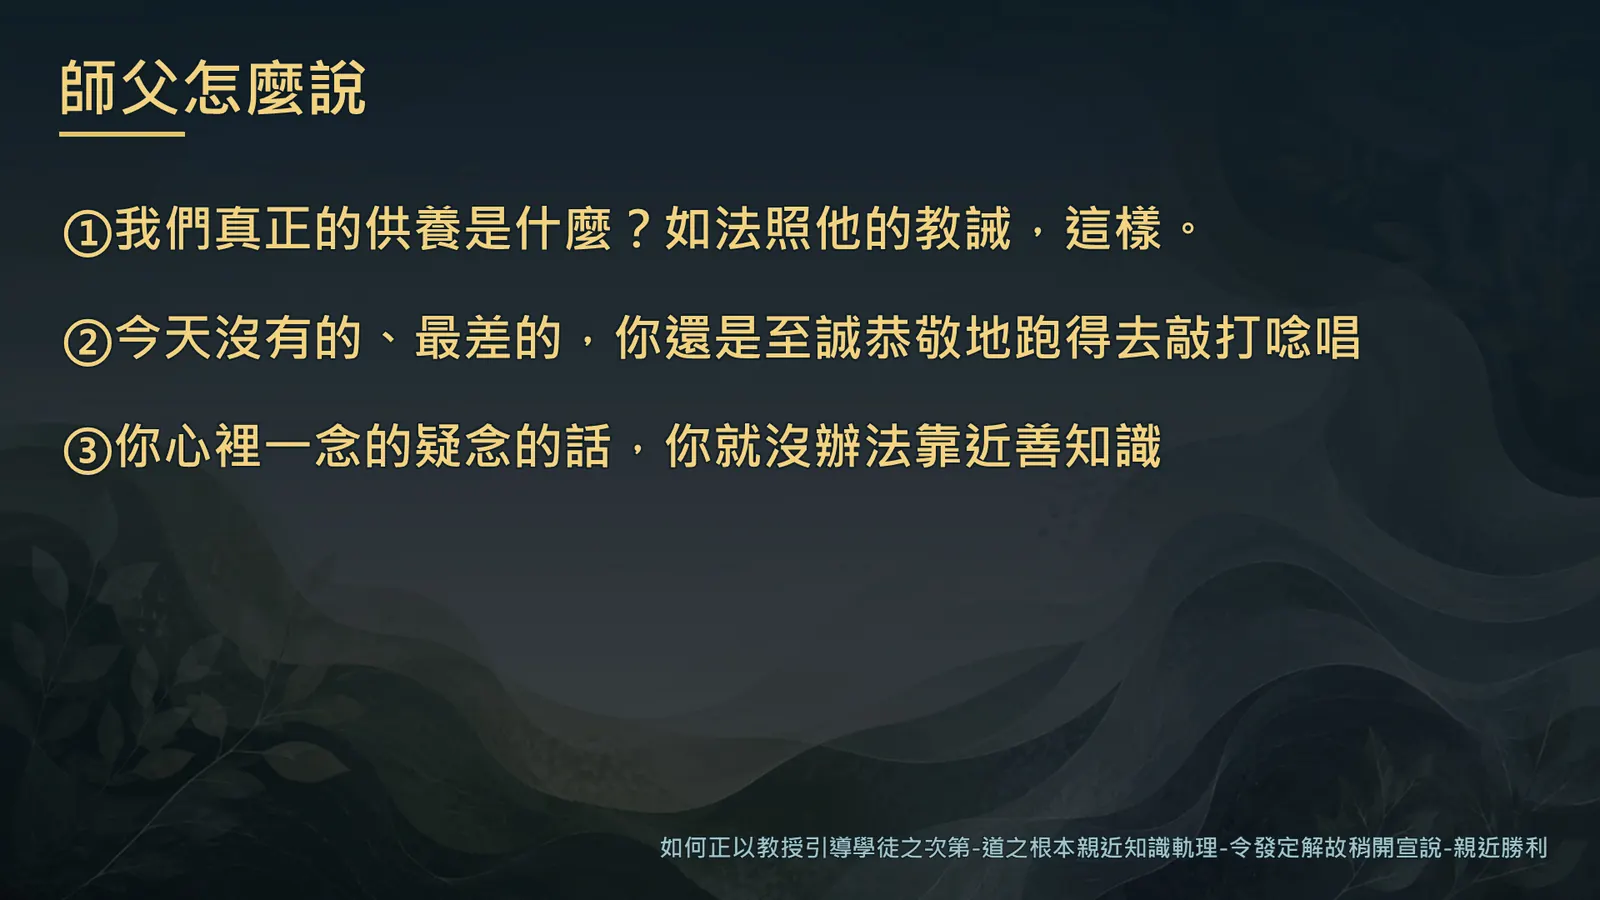 師父怎麼說
①我們真正的供養是什麼？如法照他的教誡，這樣。
②今天沒有的、最差的，你還是至誠恭敬地跑得去敲打唸唱
③你心裡一念的疑念的話，你就沒辦法靠近善知識
如何正以教授引導學徒之次第-道之根本親近知識軌理-令發定解故稍開宣說-親近勝利